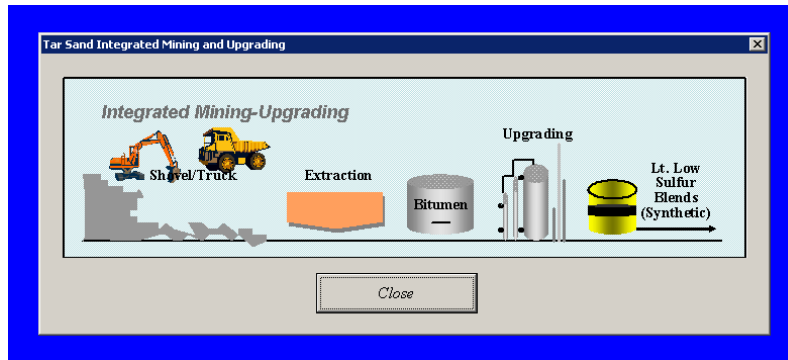 Tar Sand Integrated Mining and Upgrading
Integrated Mining-Upgrading
Shovel/Truck
Extraction
Bitumen
Upgrading
Lt. Low
Sulfur
Blends
(Synthetic)
Close